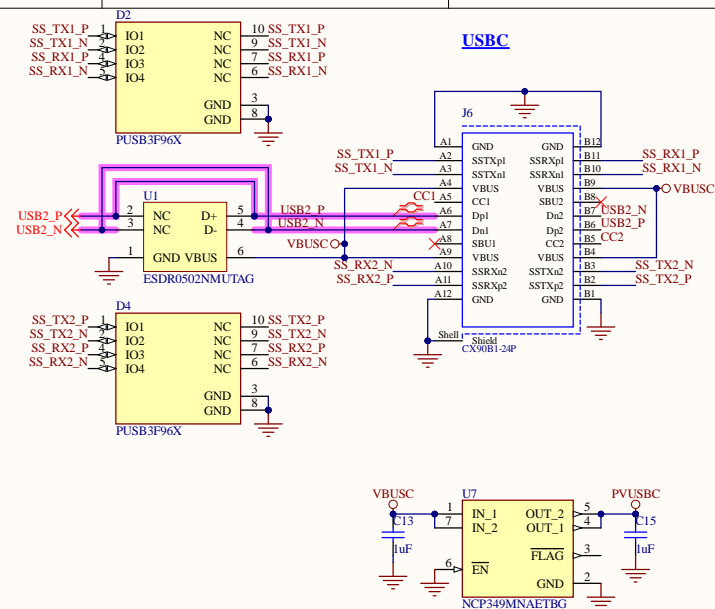 D2
USBC
SS_TX1_P 1 IO1 NC 10 SS_TX1_P
SS_TX1_N 2 IO2 NC 9 SS_TX1_N
SS_RX1_P 4 IO3 NC 7 SS_RX1_P
SS_RX1_N 5 IO4 NC 6 SS_RX1_N
GND 3
GND 8
PUSB3F96X
J6
A1 GND GND B12
SS_TX1_P A2 SSTXp1 SSRXp1 B11 SS_RX1_P
SS_TX1_N A3 SSTXn1 SSRXn1 B10 SS_RX1_N
A4 VBUS VBUS B9 VBUSC
CC1 A5 CC1 SBU2 B8
A6 Dp1 Dn2 B7 USB2_N
A7 Dn1 Dp2 B6 USB2_P
A8 SBU1 CC2 B5 CC2
A9 VBUS VBUS B4
SS_RX2_N A10 SSRXn2 SSTXn2 B3 SS_TX2_N
SS_RX2_P A11 SSRXp2 SSTXp2 B2 SS_TX2_P
A12 GND GND B1
Shell Shield
CX90B1-24P
U1
USB2_P 2 NC D+ 5 USB2_P
USB2_N 3 NC D- 4 USB2_N
VBUSC
1 GND VBUS 6
ESDR0502NMUTAG
D4
SS_TX2_P 1 IO1 NC 10 SS_TX2_P
SS_TX2_N 2 IO2 NC 9 SS_TX2_N
SS_RX2_P 4 IO3 NC 7 SS_RX2_P
SS_RX2_N 5 IO4 NC 6 SS_RX2_N
GND 3
GND 8
PUSB3F96X
VBUSC U7 PVUSBC
C13 1 IN_1 OUT_2 5 C15
7 IN_2 OUT_1 4
1uF FLAG 3 1uF
6 EN
GND 2
NCP349MNAETBG